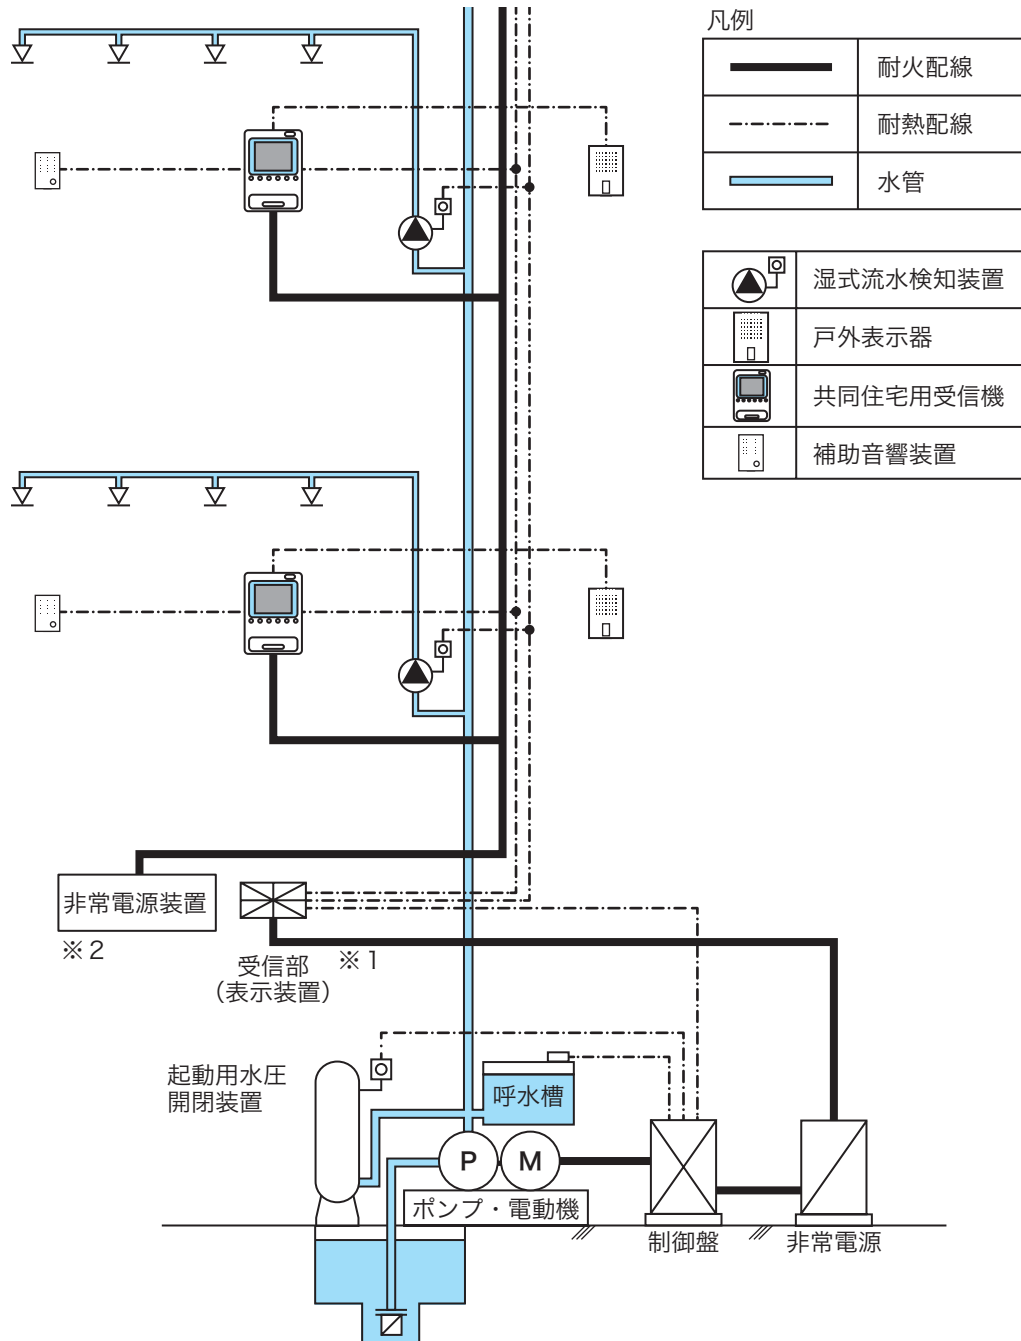 凡例
耐火配線
耐熱配線
水管
湿式流水検知装置
戸外表示器
共同住宅用受信機
補助音響装置
非常電源装置
※2
受信部
（表示装置）
※1
起動用水圧
開閉装置
呼水槽
P
M
ポンプ・電動機
制御盤
非常電源